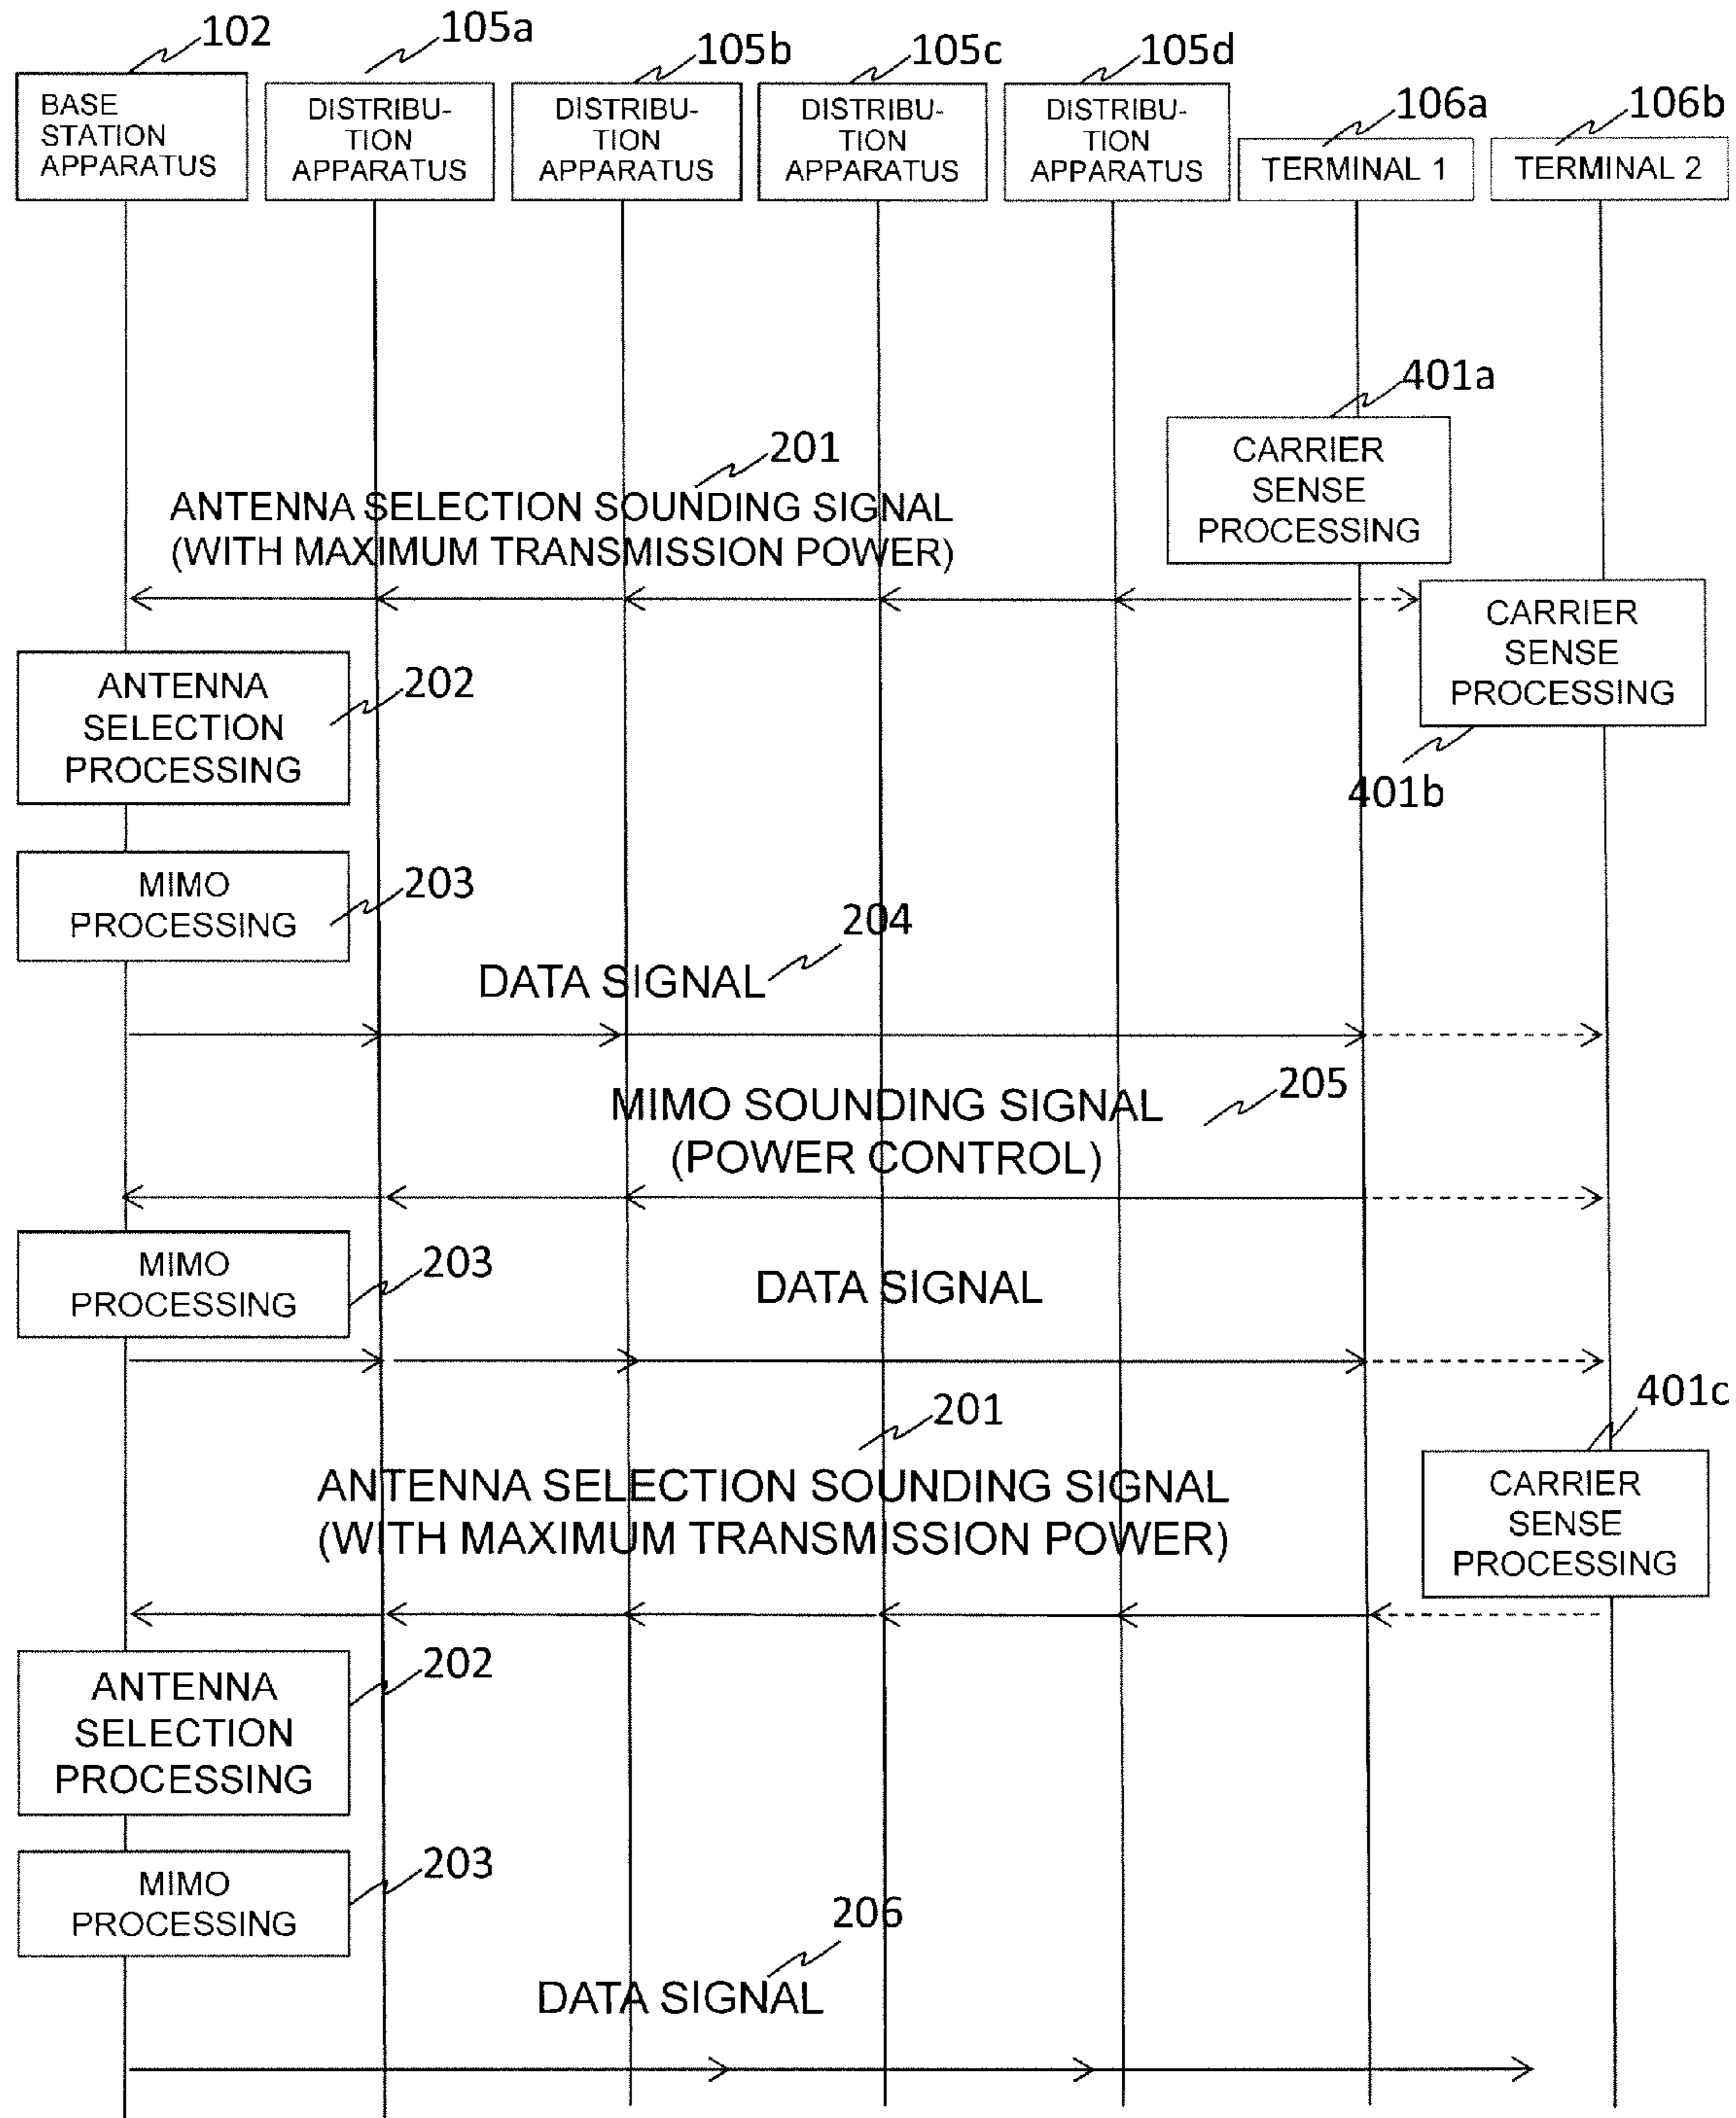 102
105a
105b
105c
105d
106a
106b
BASE
STATION
APPARATUS
DISTRIBU-
TION
APPARATUS
DISTRIBU-
TION
APPARATUS
DISTRIBU-
TION
APPARATUS
DISTRIBU-
TION
APPARATUS
TERMINAL 1
TERMINAL 2
401a
CARRIER
SENSE
PROCESSING
201
ANTENNA SELECTION SOUNDING SIGNAL
(WITH MAXIMUM TRANSMISSION POWER)
CARRIER
SENSE
PROCESSING
401b
ANTENNA
SELECTION
PROCESSING
202
MIMO
PROCESSING
203
204
DATA SIGNAL
205
MIMO SOUNDING SIGNAL
(POWER CONTROL)
MIMO
PROCESSING
203
DATA SIGNAL
401c
CARRIER
SENSE
PROCESSING
201
ANTENNA SELECTION SOUNDING SIGNAL
(WITH MAXIMUM TRANSMISSION POWER)
ANTENNA
SELECTION
PROCESSING
202
MIMO
PROCESSING
203
206
DATA SIGNAL